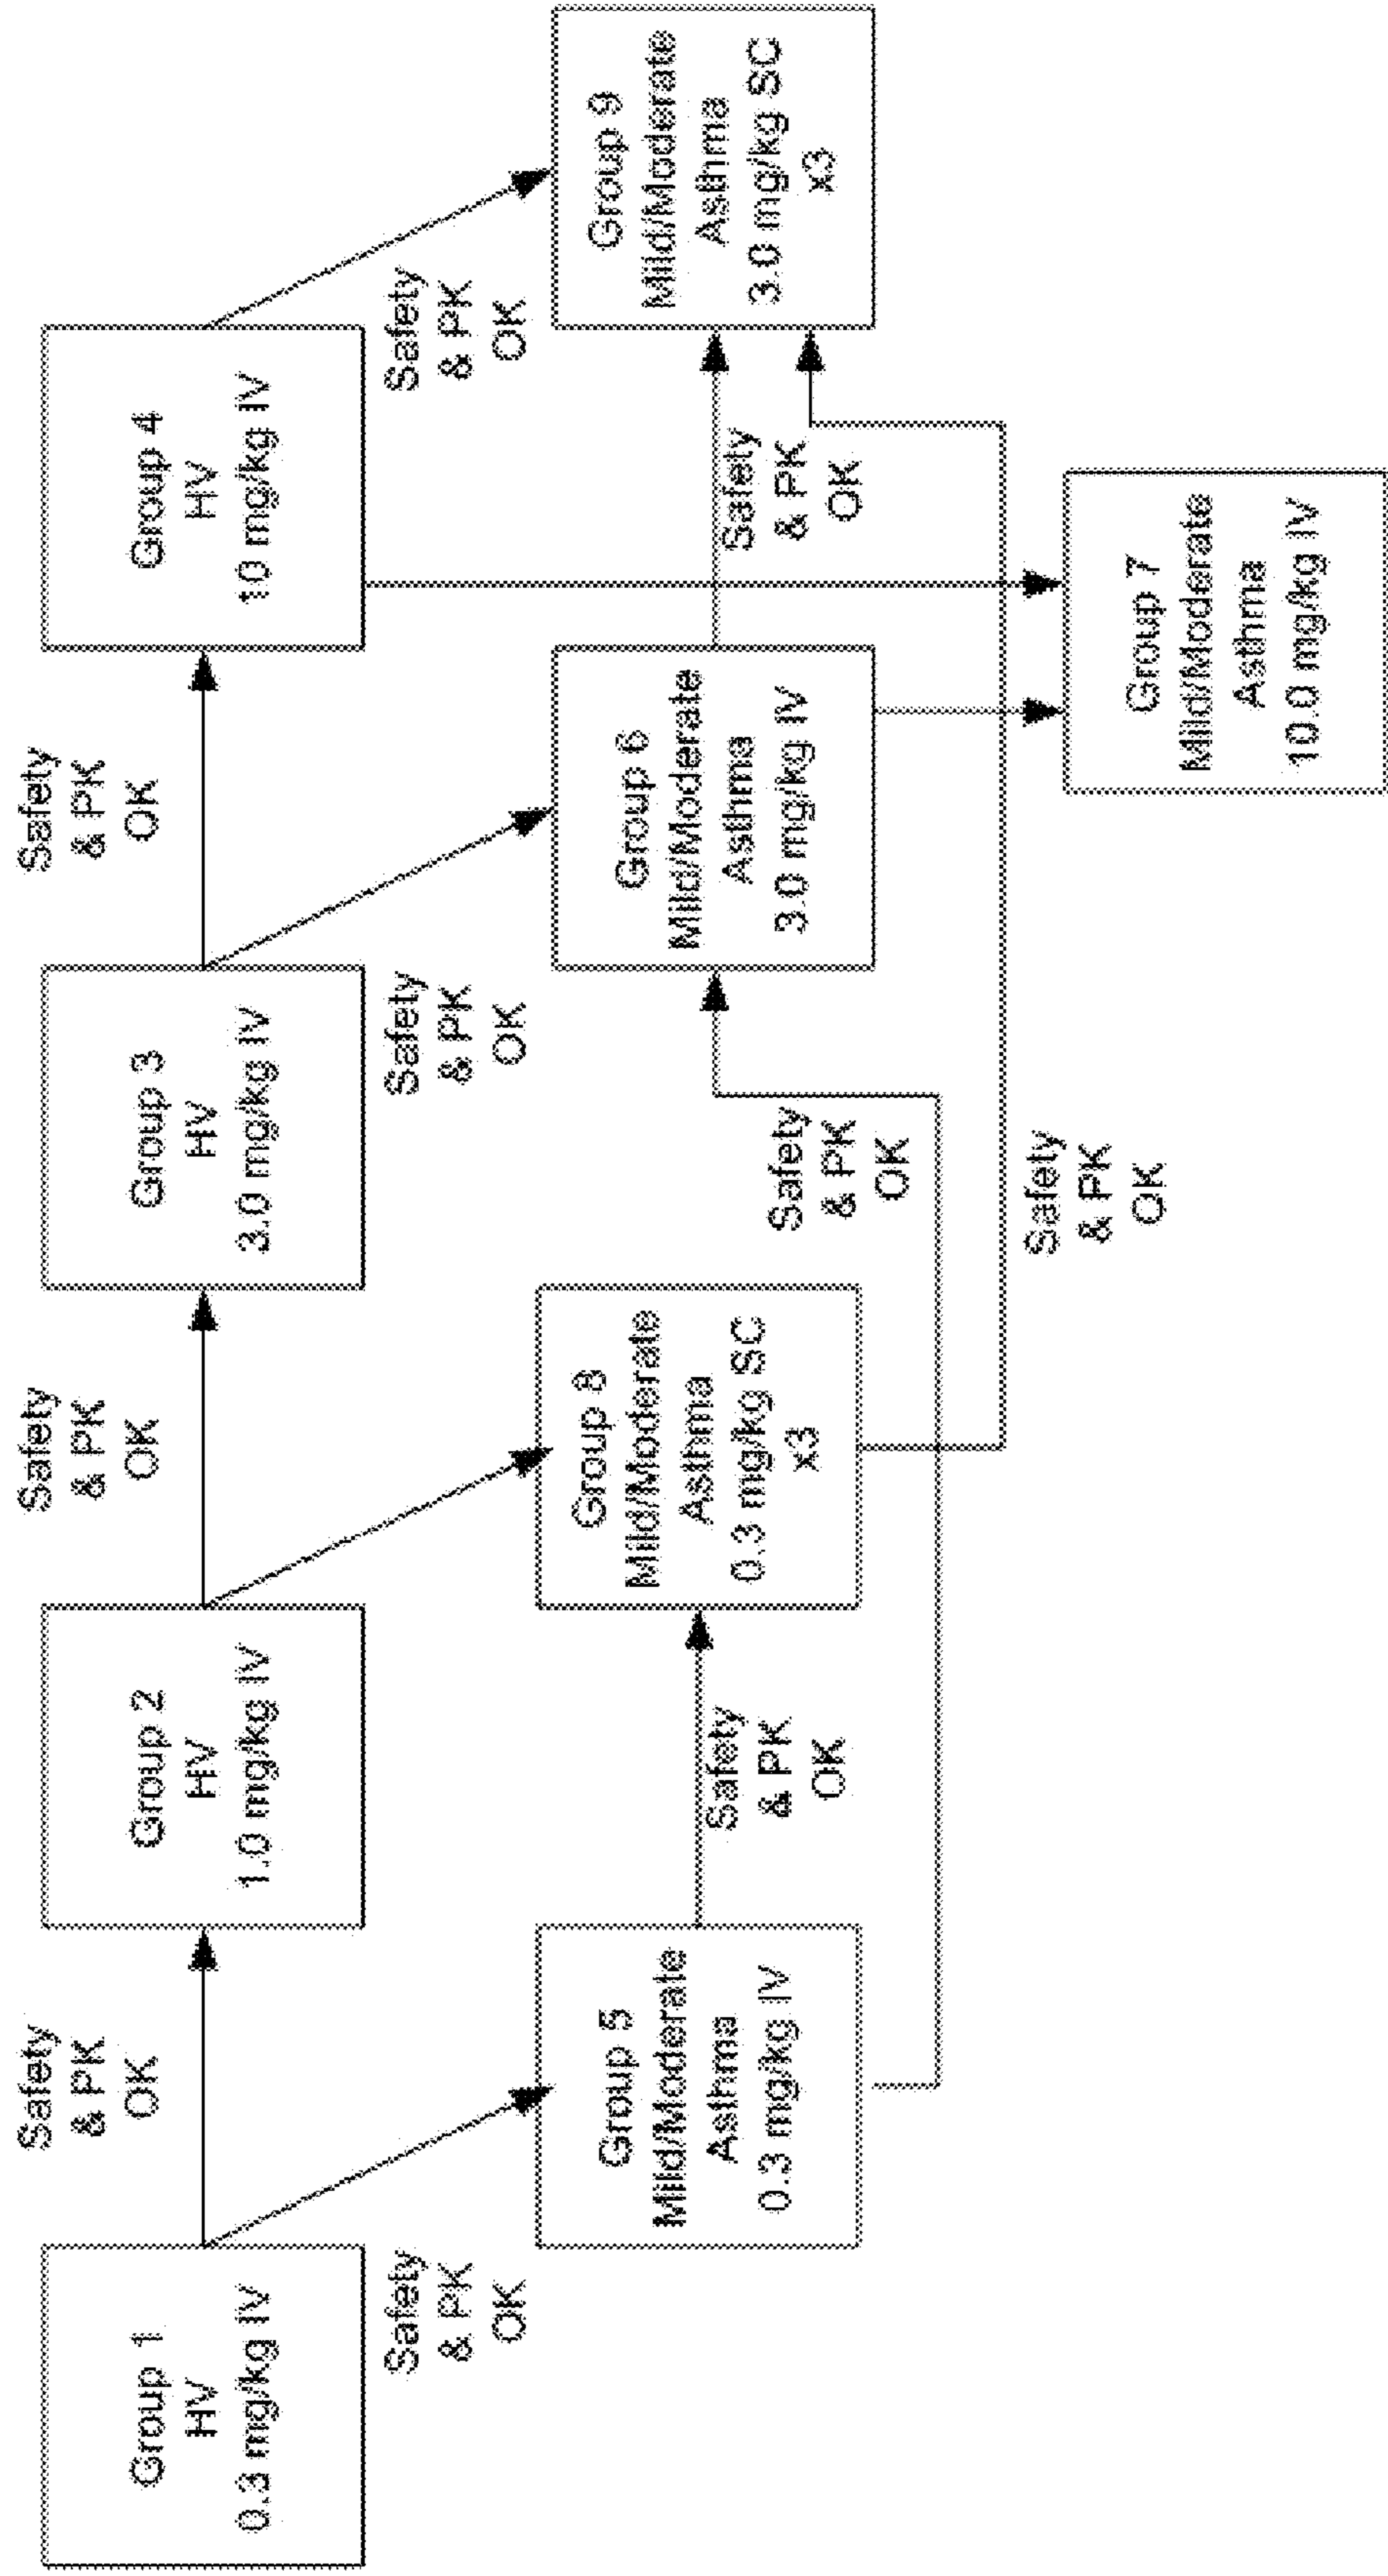 Group 1
HV
0.3 mg/kg IV
Safety
& PK
OK
Group 2
HV
1.0 mg/kg IV
Safety
& PK
OK
Group 3
HV
3.0 mg/kg IV
Safety
& PK
OK
Group 4
HV
10 mg/kg IV
Safety
& PK
OK
Safety
& PK
OK
Safety
& PK
OK
Group 5
Mild/Moderate
Asthma
0.3 mg/kg IV
Safety
& PK
OK
Group 8
Mild/Moderate
Asthma
0.3 mg/kg SC
x3
Safety
& PK
OK
Group 6
Mild/Moderate
Asthma
3.0 mg/kg IV
Safety
& PK
OK
Group 9
Mild/Moderate
Asthma
3.0 mg/kg SC
x3
Safety
& PK
OK
Group 7
Mild/Moderate
Asthma
10.0 mg/kg IV